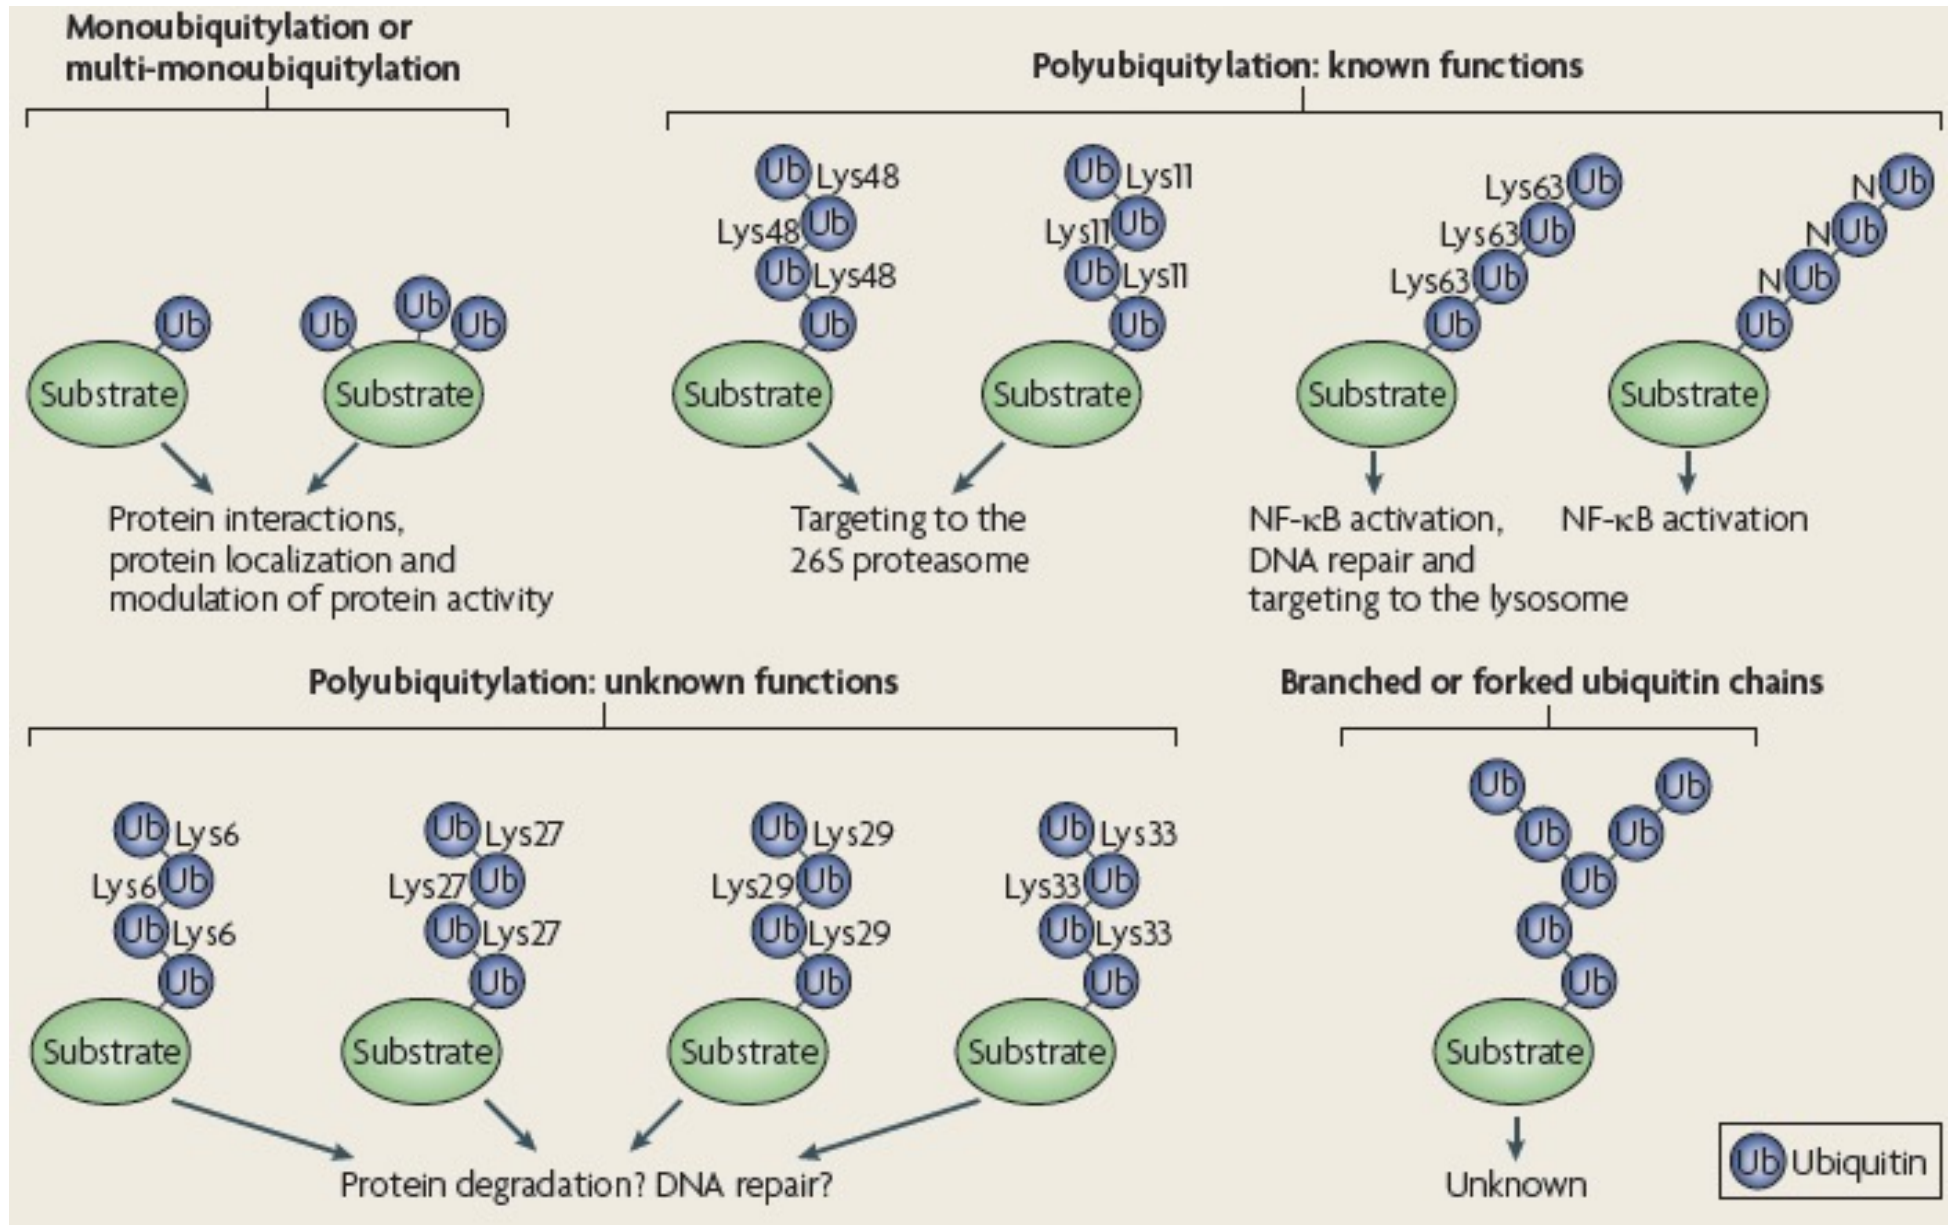 Monoubiquitylation or
multi-monoubiquitylation
Ub
Substrate
Ub
Ub
Ub
Substrate
Protein interactions,
protein localization and
modulation of protein activity
Polyubiquitylation: known functions
Ub Lys48
Lys48 Ub
Ub Lys48
Ub
Substrate
Ub Lys11
Lys11 Ub
Ub Lys11
Ub
Substrate
Targeting to the
26S proteasome
Lys63 Ub
Lys63 Ub
Lys63 Ub
Ub
Substrate
NF-κB activation,
DNA repair and
targeting to the lysosome
N Ub
N Ub
N Ub
Ub
Substrate
NF-κB activation
Polyubiquitylation: unknown functions
Ub Lys6
Lys6 Ub
Ub Lys6
Ub
Substrate
Ub Lys27
Lys27 Ub
Ub Lys27
Ub
Substrate
Ub Lys29
Lys29 Ub
Ub Lys29
Ub
Substrate
Ub Lys33
Lys33 Ub
Ub Lys33
Ub
Substrate
Protein degradation? DNA repair?
Branched or forked ubiquitin chains
Ub Ub
Ub Ub
Ub
Ub
Ub
Substrate
Unknown
Ub Ubiquitin